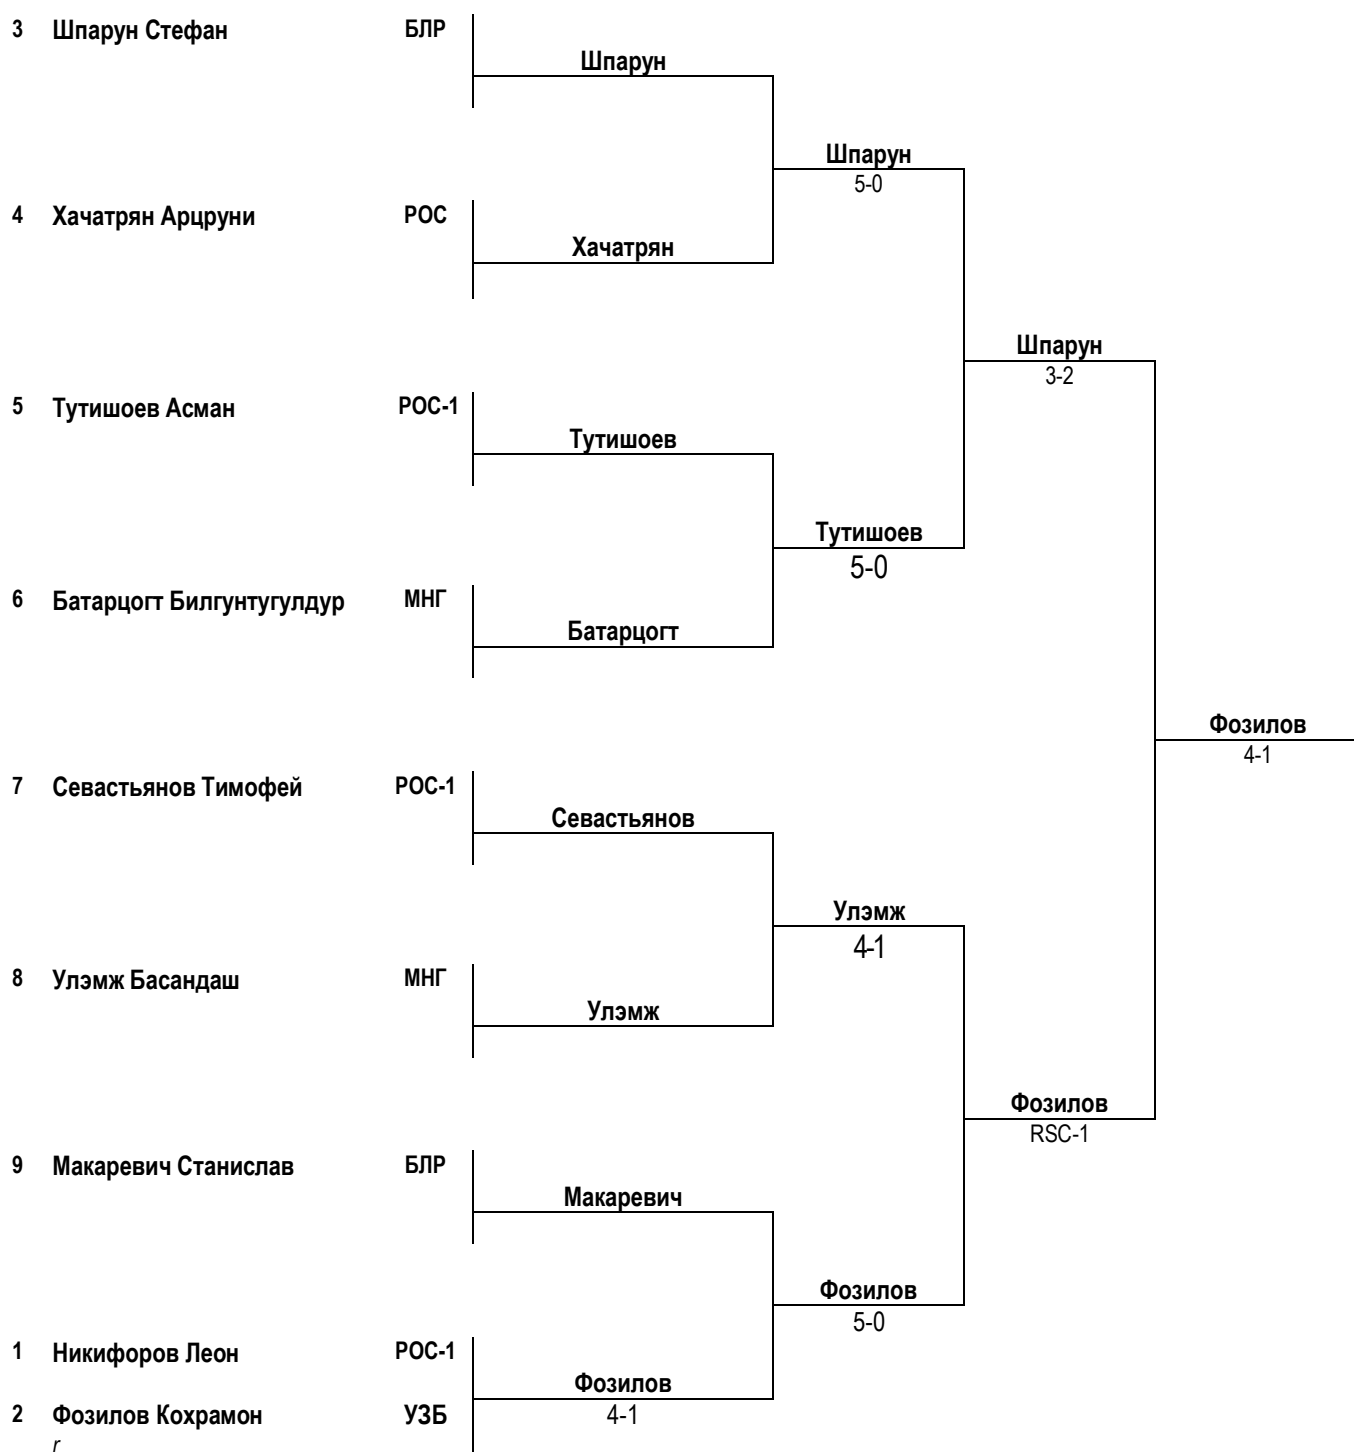 3 Шпарун Стефан БЛР
Шпарун
Шпарун
5-0
4 Хачатрян Арцруни РОС
Хачатрян
Шпарун
3-2
5 Тутишоев Асман РОС-1
Тутишоев
Тутишоев
5-0
6 Батарцогт Билгунтугулдур МНГ
Батарцогт
Фозилов
4-1
7 Севастьянов Тимофей РОС-1
Севастьянов
Улэмж
4-1
8 Улэмж Басандаш МНГ
Улэмж
Фозилов
RSC-1
9 Макаревич Станислав БЛР
Макаревич
Фозилов
5-0
1 Никифоров Леон РОС-1
Фозилов
4-1
2 Фозилов Кохрамон УЗБ
r